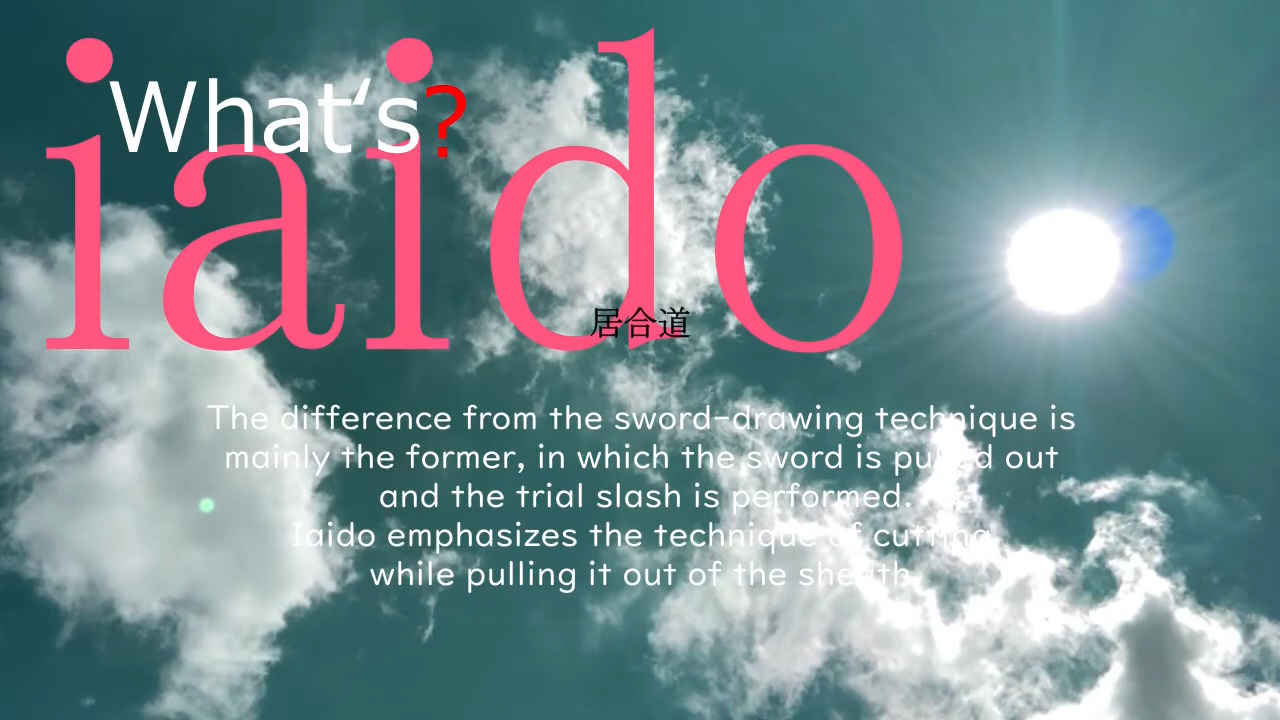 What's?
iaido
居合道
The difference from the sword-drawing technique is
mainly the former, in which the sword is pulled out
and the trial slash is performed.
Iaido emphasizes the technique of cutting
while pulling it out of the sheath.